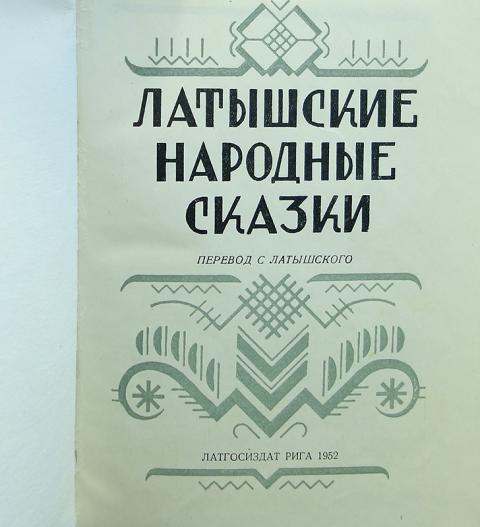 ЛАТЫШСКИЕ
НАРОДНЫЕ
СКАЗКИ
ПЕРЕВОД С ЛАТЫШСКОГО
ЛАТГОСИЗДАТ РИГА 1952